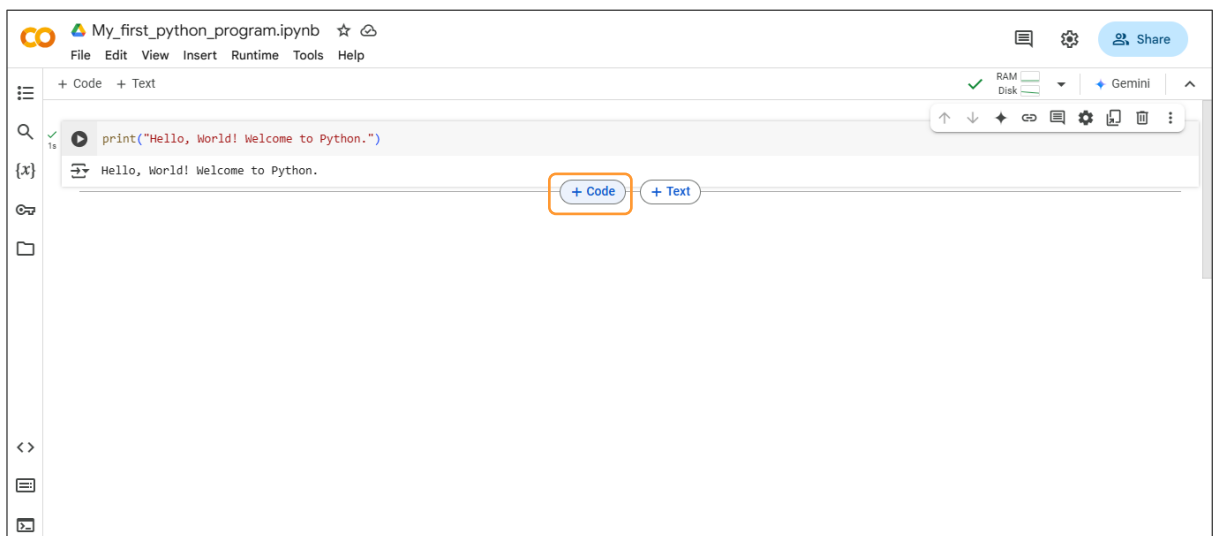 My_first_python_program.ipynb
File Edit View Insert Runtime Tools Help
Share
+ Code + Text
RAM
Disk
Gemini
1s
print("Hello, World! Welcome to Python.")
{x}
Hello, World! Welcome to Python.
+ Code + Text